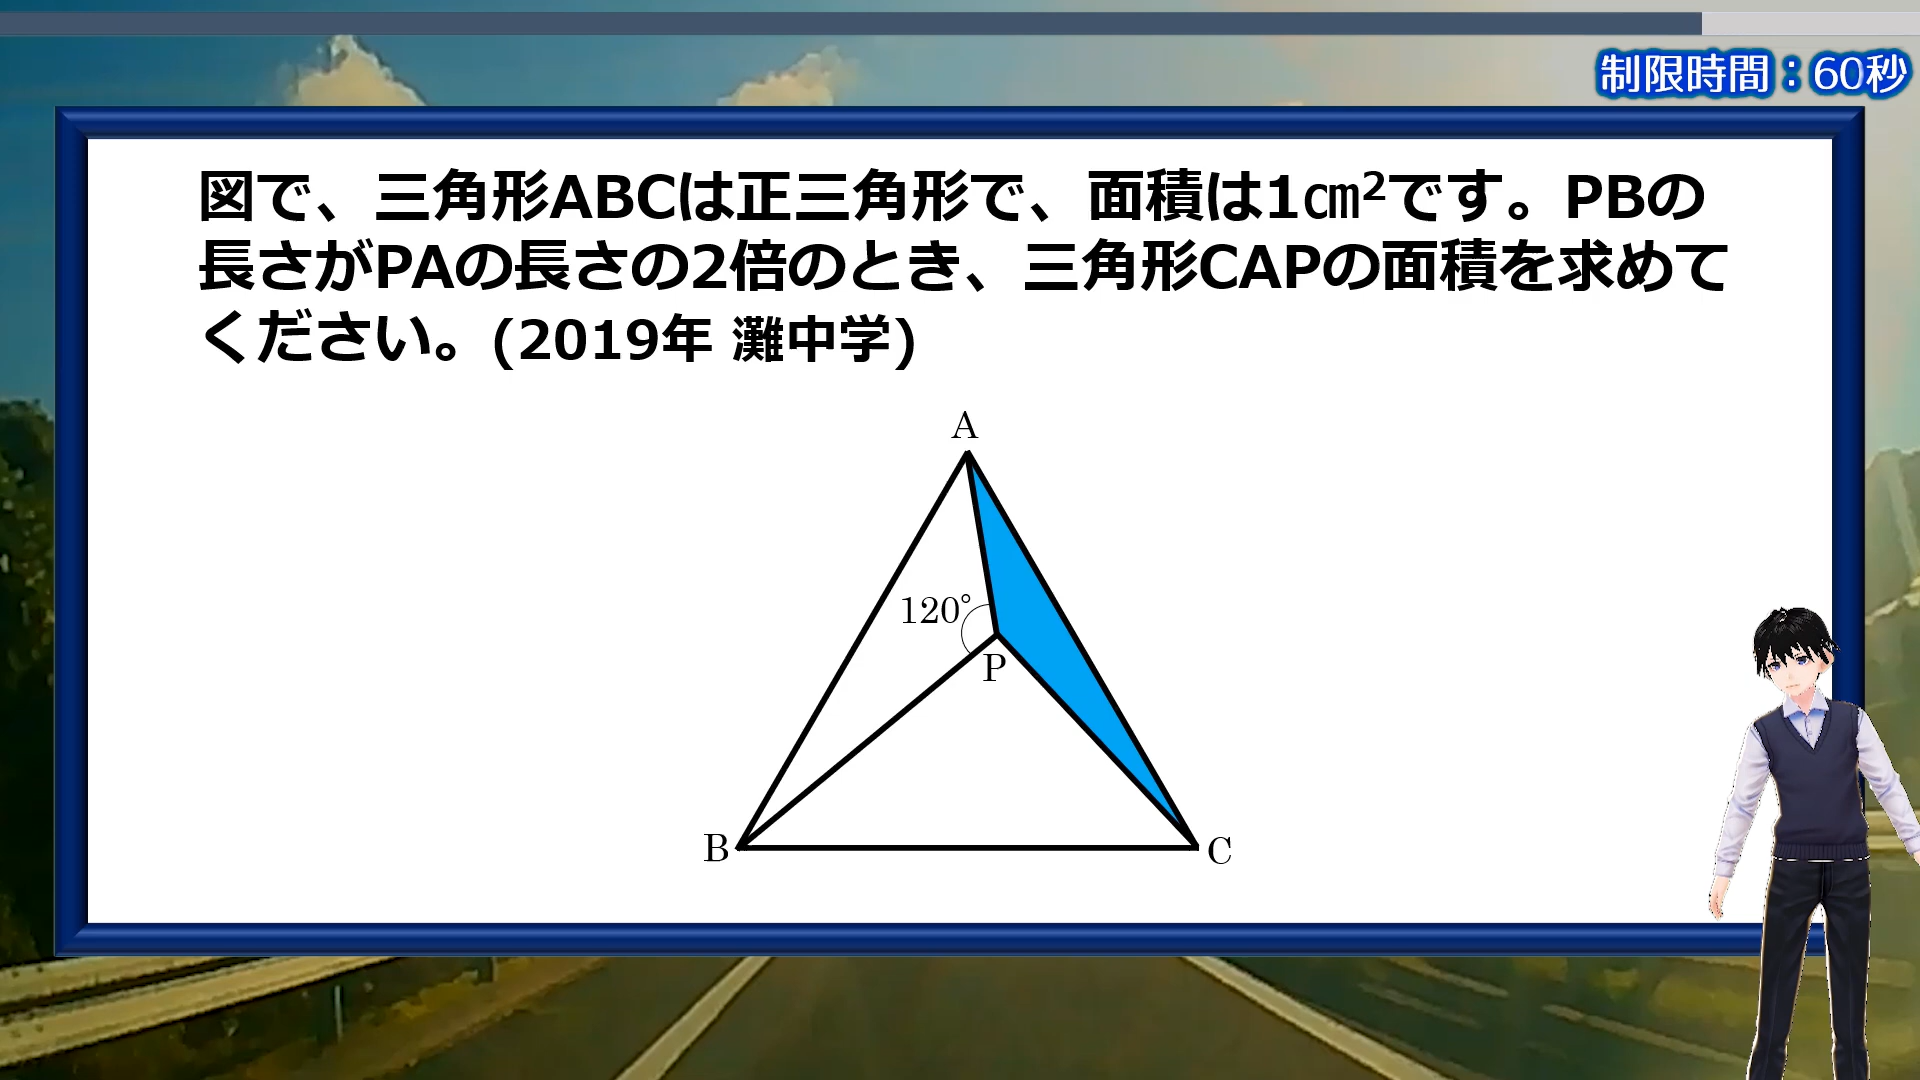 制限時間：60秒
図で、三角形ABCは正三角形で、面積は1㎝²です。PBの
長さがPAの長さの2倍のとき、三角形CAPの面積を求めて
ください。(2019年 灘中学)
A
120°
P
B
C